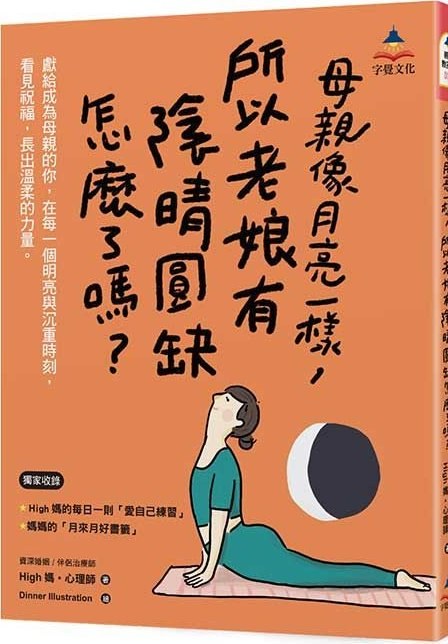 字覺文化
母親像月亮一樣，
所以老娘有
陰晴圓缺
怎麼了嗎？
獻給成為母親的你，在每一個明亮與沉重時刻，
看見祝福，長出溫柔的力量。
獨家收錄
★High媽的每日一則「愛自己練習」
★媽媽的「月來月好書籤」
資深婚姻/伴侶治療師
High 媽。心理師 著
Dinner Illustration 繪